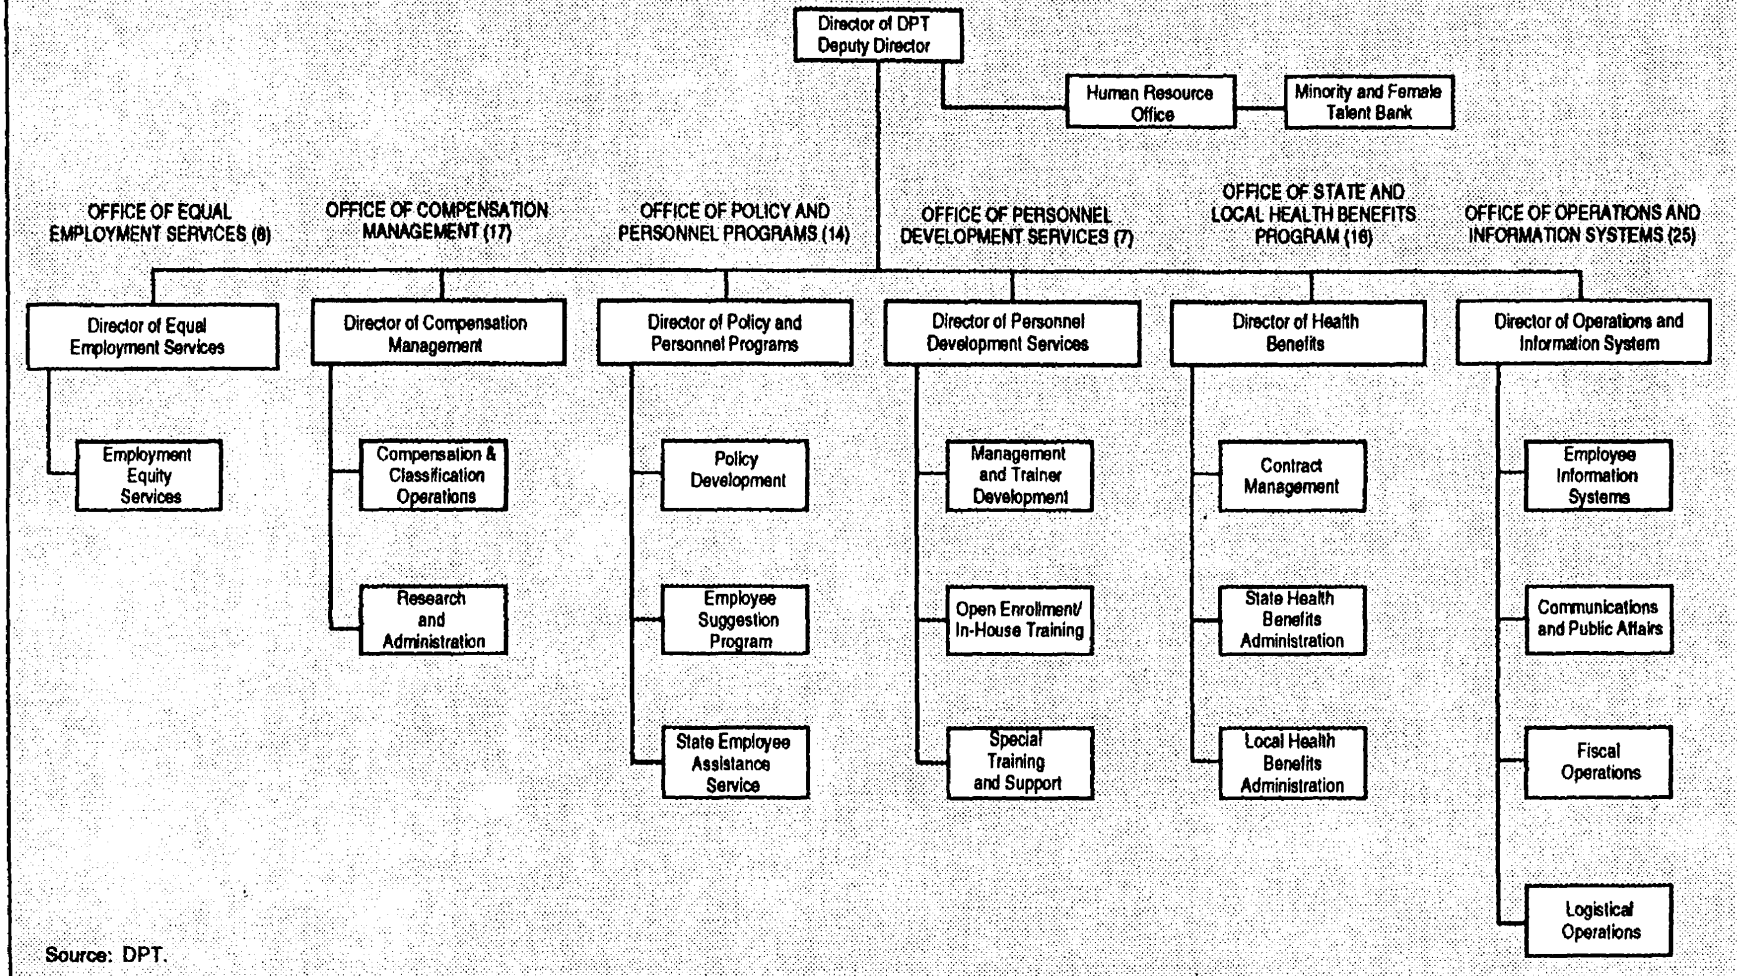 Director of DPT
Deputy Director
Human Resource
Office
Minority and Female
Talent Bank
OFFICE OF EQUAL
EMPLOYMENT SERVICES (8)
OFFICE OF COMPENSATION
MANAGEMENT (17)
OFFICE OF POLICY AND
PERSONNEL PROGRAMS (14)
OFFICE OF PERSONNEL
DEVELOPMENT SERVICES (7)
OFFICE OF STATE AND
LOCAL HEALTH BENEFITS
PROGRAM (16)
OFFICE OF OPERATIONS AND
INFORMATION SYSTEMS (25)
Director of Equal
Employment Services
Director of Compensation
Management
Director of Policy and
Personnel Programs
Director of Personnel
Development Services
Director of Health
Benefits
Director of Operations and
Information System
Employment
Equity
Services
Compensation &
Classification
Operations
Policy
Development
Management
and Trainer
Development
Contract
Management
Employee
Information
Systems
Research
and
Administration
Employee
Suggestion
Program
Open Enrollment/
In-House Training
State Health
Benefits
Administration
Communications
and Public Affairs
State Employee
Assistance
Service
Special
Training
and Support
Local Health
Benefits
Administration
Fiscal
Operations
Logistical
Operations
Source: DPT.